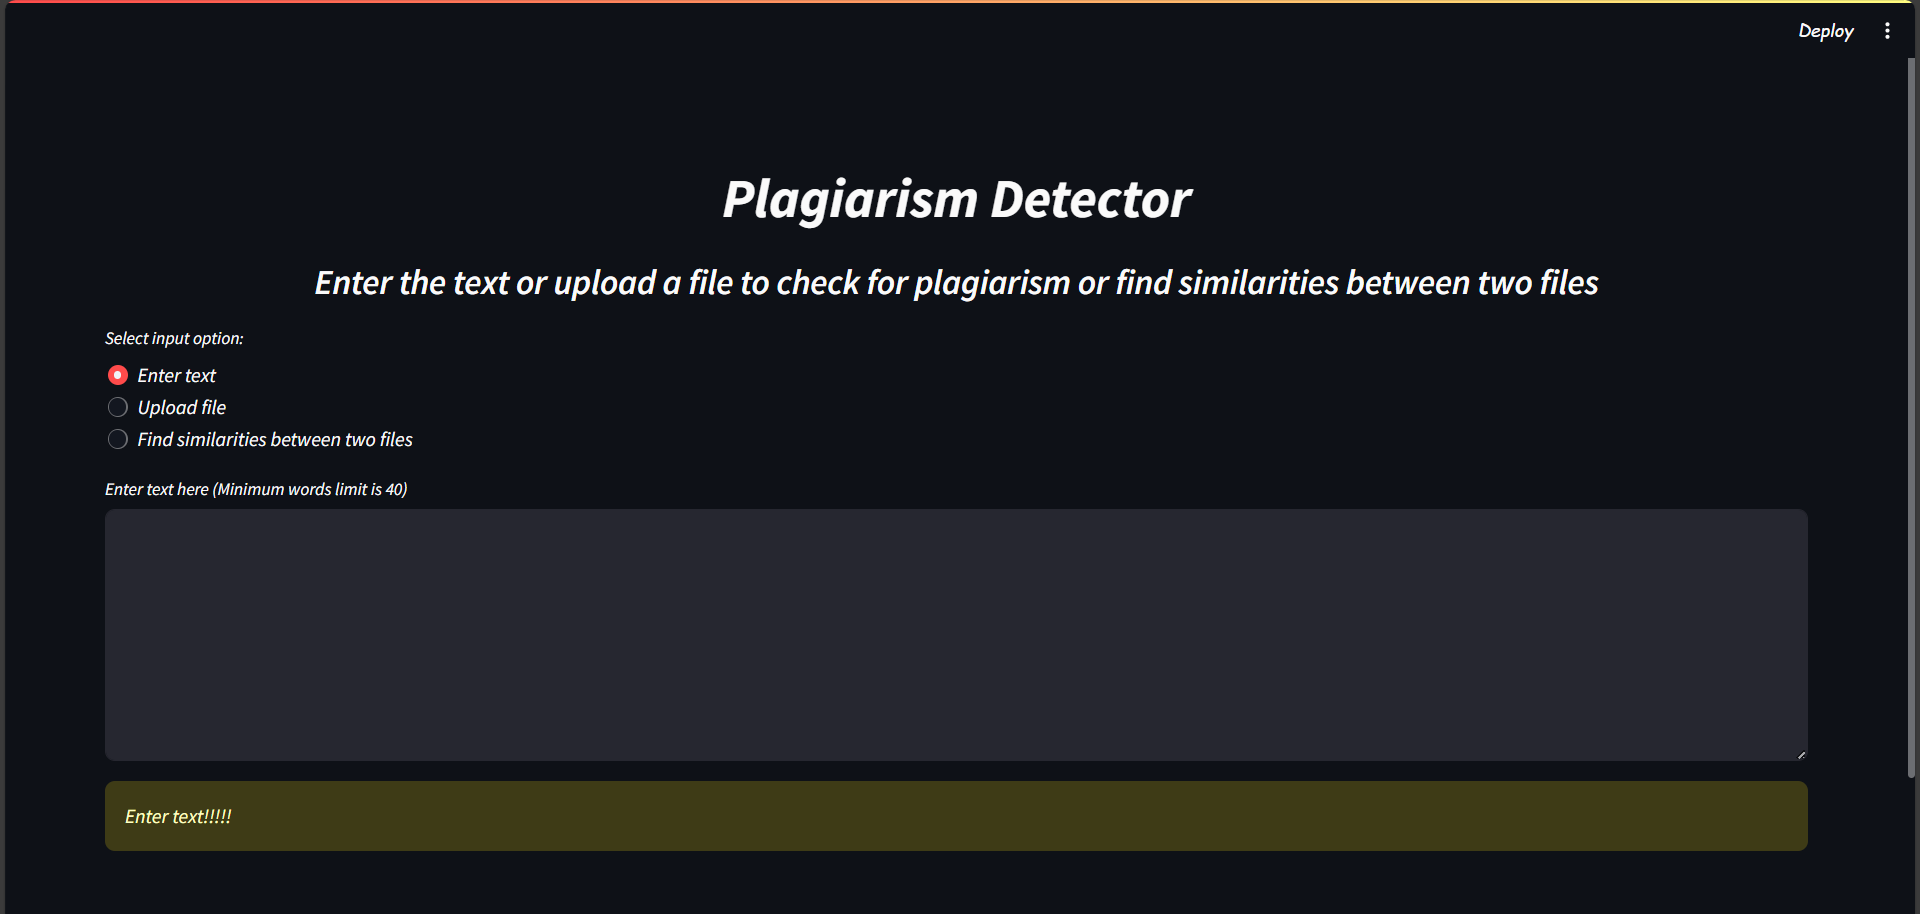 Deploy
Plagiarism Detector
Enter the text or upload a file to check for plagiarism or find similarities between two files
Select input option:
Enter text
Upload file
Find similarities between two files
Enter text here (Minimum words limit is 40)
Enter text!!!!!